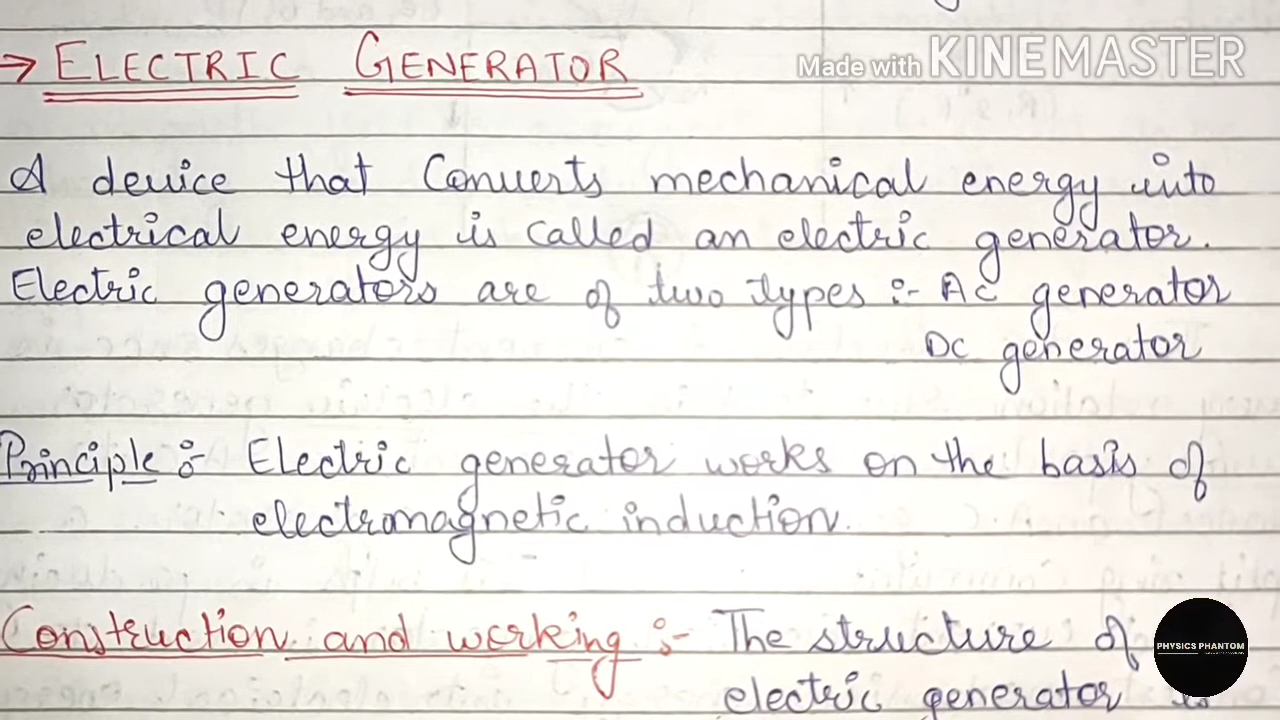 → ELECTRIC GENERATOR
Made with KINEMASTER
A device that Converts mechanical energy into
electrical energy is called an electric generator.
Electric generators are of two types :- AC generator
DC generator
Principle :- Electric generator works on the basis of
electromagnetic induction.
Construction and working :- The structure of
electric generator is
PHYSICS PHANTOM